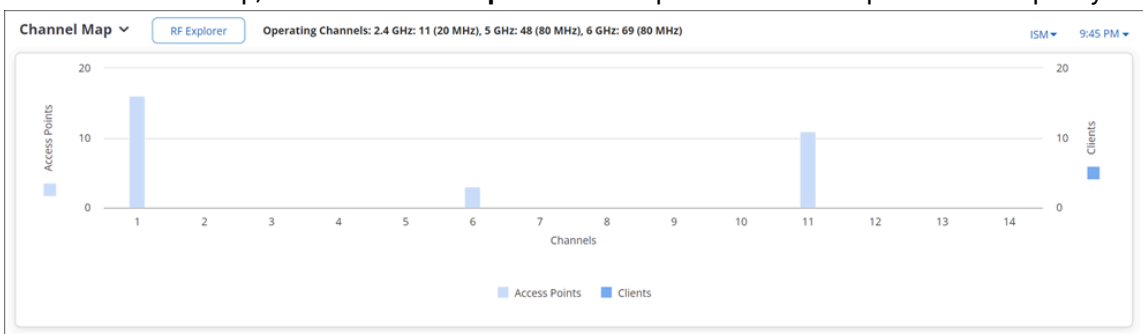 Channel Map RF Explorer Operating Channels: 2.4 GHz: 11 (20 MHz), 5 GHz: 48 (80 MHz), 6 GHz: 69 (80 MHz) ISM 9:45 PM
20 20
Access Points
10 10
Clients
0 0
1 2 3 4 5 6 7 8 9 10 11 12 13 14
Channels
Access Points Clients